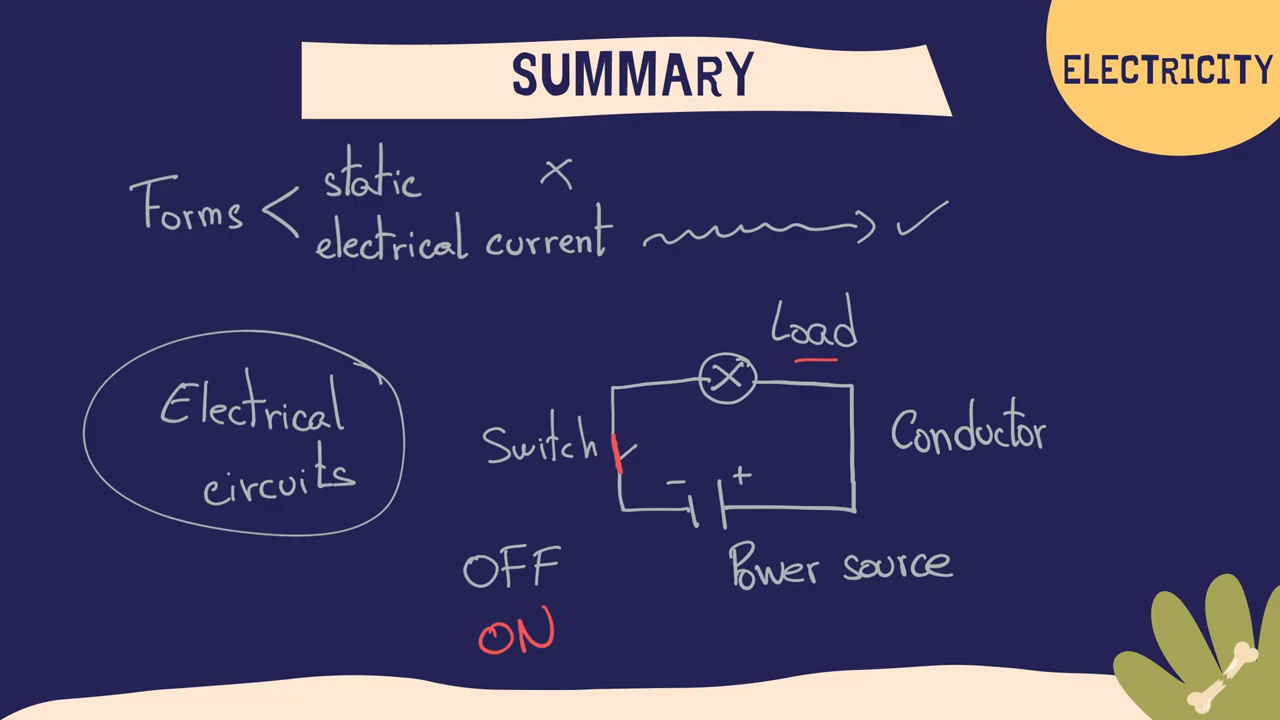 SUMMARY
ELECTRICITY
Forms < static ×
electrical current → ✓
Load
Electrical
circuits
Switch
Conductor
- +
OFF
Power source
ON